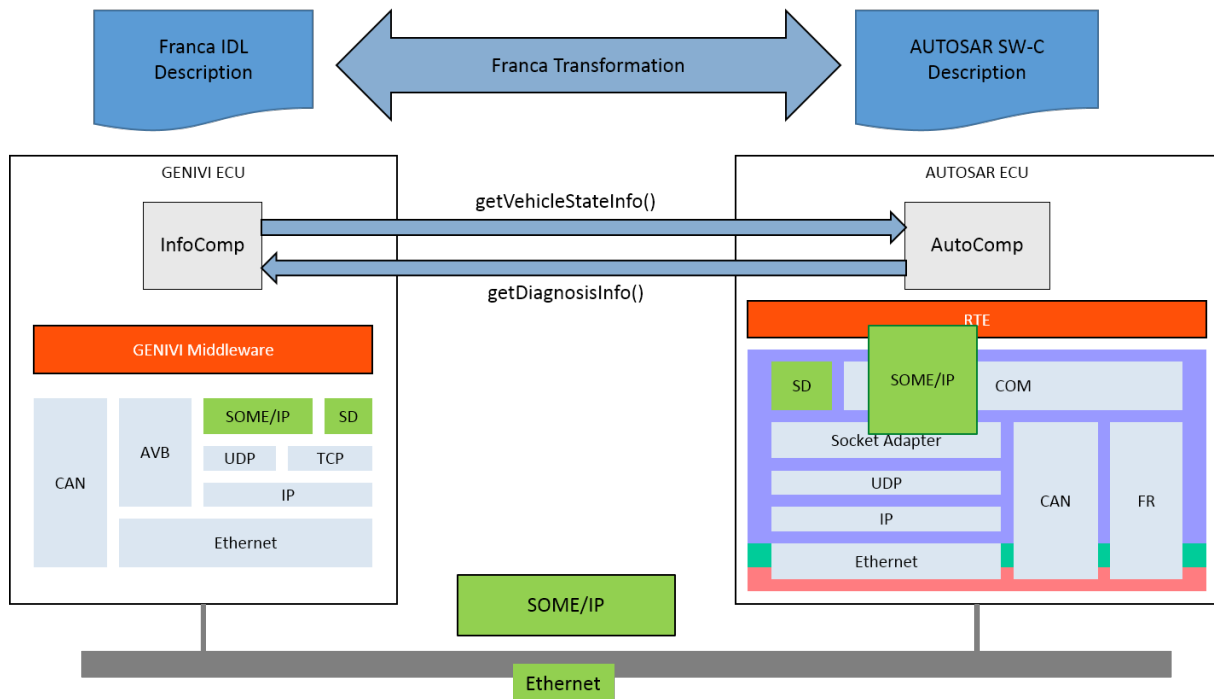 Franca IDL
Description
Franca Transformation
AUTOSAR SW-C
Description
GENIVI ECU
AUTOSAR ECU
getVehicleStateInfo()
InfoComp
AutoComp
getDiagnosisInfo()
GENIVI Middleware
RTE
SOME/IP
SD
SD
SOME/IP
COM
CAN
AVB
UDP
TCP
IP
Ethernet
Socket Adapter
UDP
IP
Ethernet
CAN
FR
SOME/IP
Ethernet